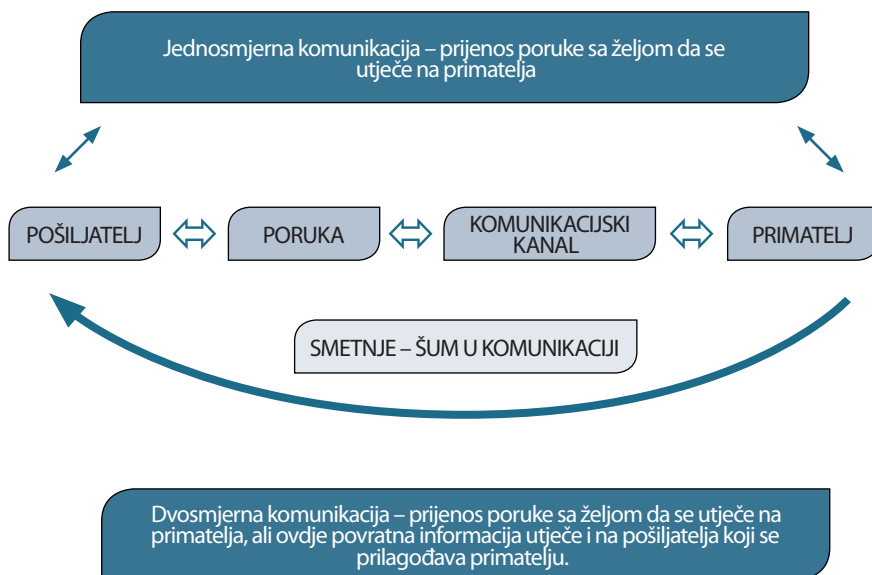 Jednosmjerna komunikacija – prijenos poruke sa željom da se
utječe na primatelja
POŠILJATELJ
PORUKA
KOMUNIKACIJSKI
KANAL
PRIMATELJ
SMETNJE – ŠUM U KOMUNIKACIJI
Dvosmjerna komunikacija – prijenos poruke sa željom da se utječe na
primatelja, ali ovdje povratna informacija utječe i na pošiljatelja koji se
prilagođava primatelju.